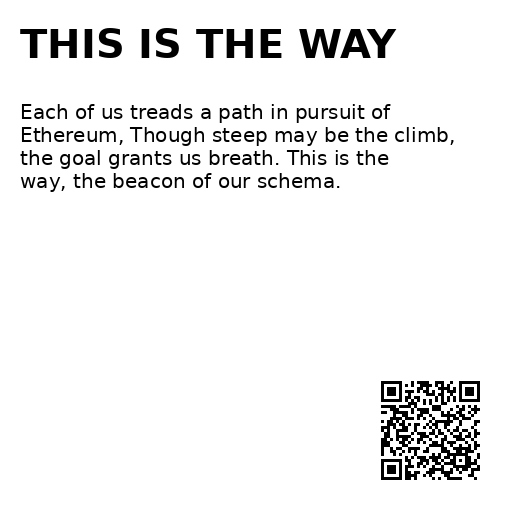 THIS IS THE WAY
Each of us treads a path in pursuit of
Ethereum, Though steep may be the climb,
the goal grants us breath. This is the
way, the beacon of our schema.